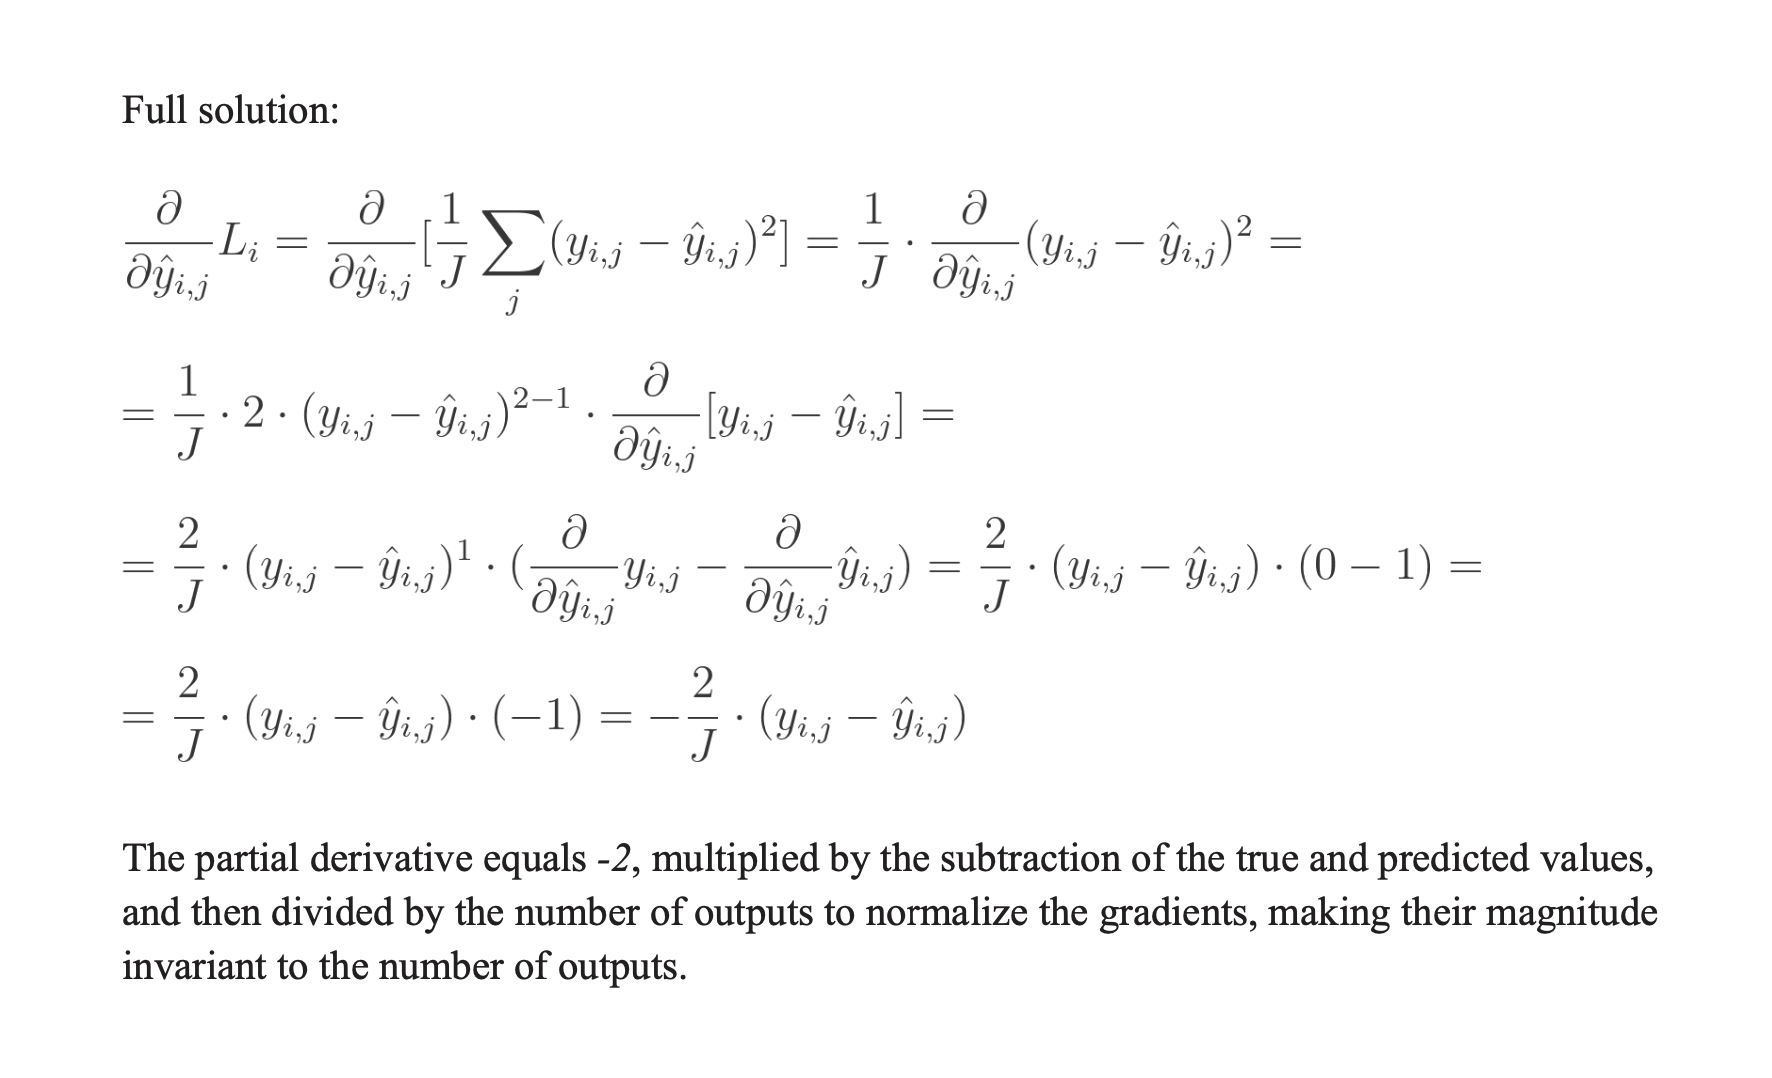 Full solution:
$\frac{\partial}{\partial \hat{y}_{i,j}} L_i = \frac{\partial}{\partial \hat{y}_{i,j}} [\frac{1}{J} \sum_j (y_{i,j} - \hat{y}_{i,j})^2] = \frac{1}{J} \cdot \frac{\partial}{\partial \hat{y}_{i,j}} (y_{i,j} - \hat{y}_{i,j})^2 =$
$= \frac{1}{J} \cdot 2 \cdot (y_{i,j} - \hat{y}_{i,j})^{2-1} \cdot \frac{\partial}{\partial \hat{y}_{i,j}} [y_{i,j} - \hat{y}_{i,j}] =$
$= \frac{2}{J} \cdot (y_{i,j} - \hat{y}_{i,j})^1 \cdot (\frac{\partial}{\partial \hat{y}_{i,j}} y_{i,j} - \frac{\partial}{\partial \hat{y}_{i,j}} \hat{y}_{i,j}) = \frac{2}{J} \cdot (y_{i,j} - \hat{y}_{i,j}) \cdot (0 - 1) =$
$= \frac{2}{J} \cdot (y_{i,j} - \hat{y}_{i,j}) \cdot (-1) = -\frac{2}{J} \cdot (y_{i,j} - \hat{y}_{i,j})$
The partial derivative equals -2, multiplied by the subtraction of the true and predicted values,
and then divided by the number of outputs to normalize the gradients, making their magnitude
invariant to the number of outputs.